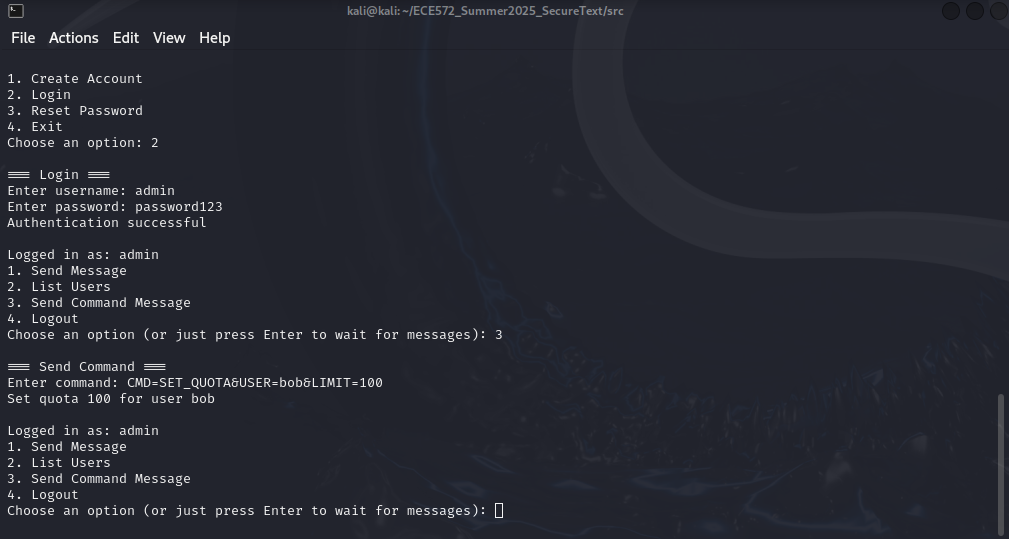 kali@kali: ~/ECE572_Summer2025_SecureText/src
File Actions Edit View Help
1. Create Account
2. Login
3. Reset Password
4. Exit
Choose an option: 2
=== Login ===
Enter username: admin
Enter password: password123
Authentication successful
Logged in as: admin
1. Send Message
2. List Users
3. Send Command Message
4. Logout
Choose an option (or just press Enter to wait for messages): 3
=== Send Command ===
Enter command: CMD=SET_QUOTA&USER=bob&LIMIT=100
Set quota 100 for user bob
Logged in as: admin
1. Send Message
2. List Users
3. Send Command Message
4. Logout
Choose an option (or just press Enter to wait for messages):